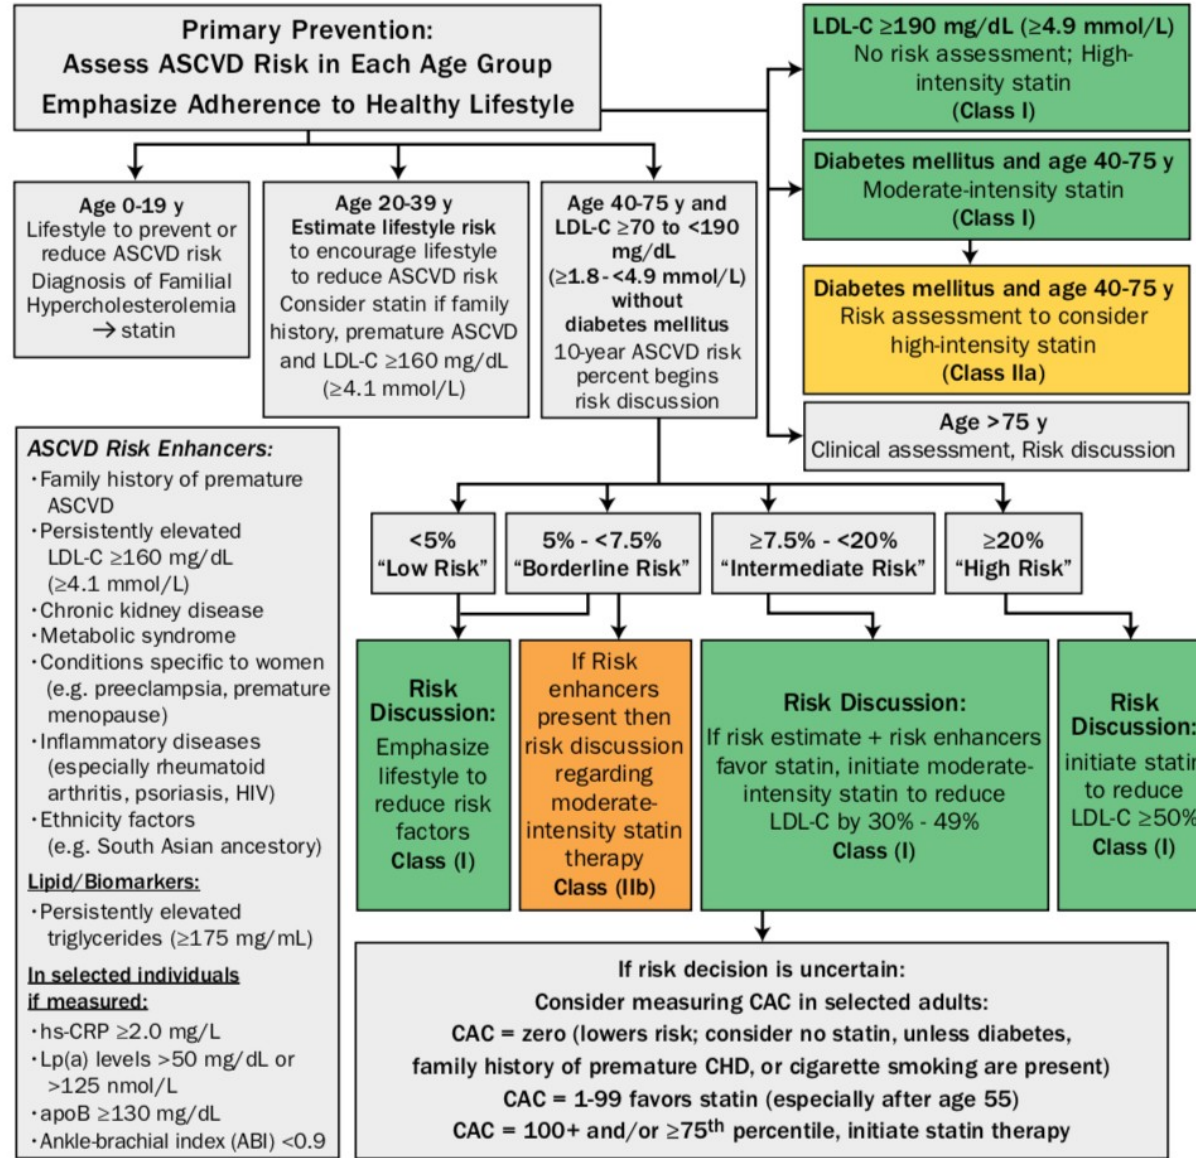 Primary Prevention:
Assess ASCVD Risk in Each Age Group
Emphasize Adherence to Healthy Lifestyle
LDL-C ≥190 mg/dL (≥4.9 mmol/L)
No risk assessment; High-
intensity statin
(Class I)
Diabetes mellitus and age 40-75 y
Moderate-intensity statin
(Class I)
Diabetes mellitus and age 40-75 y
Risk assessment to consider
high-intensity statin
(Class IIa)
Age >75 y
Clinical assessment, Risk discussion
Age 0-19 y
Lifestyle to prevent or
reduce ASCVD risk
Diagnosis of Familial
Hypercholesterolemia
→ statin
Age 20-39 y
Estimate lifestyle risk
to encourage lifestyle
to reduce ASCVD risk
Consider statin if family
history, premature ASCVD
and LDL-C ≥160 mg/dL
(≥4.1 mmol/L)
Age 40-75 y and
LDL-C ≥70 to <190
mg/dL
(≥1.8-<4.9 mmol/L)
without
diabetes mellitus
10-year ASCVD risk
percent begins
risk discussion
ASCVD Risk Enhancers:
·Family history of premature
ASCVD
·Persistently elevated
LDL-C ≥160 mg/dL
(≥4.1 mmol/L)
·Chronic kidney disease
·Metabolic syndrome
·Conditions specific to women
(e.g. preeclampsia, premature
menopause)
·Inflammatory diseases
(especially rheumatoid
arthritis, psoriasis, HIV)
·Ethnicity factors
(e.g. South Asian ancestory)
Lipid/Biomarkers:
·Persistently elevated
triglycerides (≥175 mg/mL)
In selected individuals
if measured:
·hs-CRP ≥2.0 mg/L
·Lp(a) levels >50 mg/dL or
>125 nmol/L
·apoB ≥130 mg/dL
·Ankle-brachial index (ABI) <0.9
<5%
"Low Risk"
5% - <7.5%
"Borderline Risk"
≥7.5% - <20%
"Intermediate Risk"
≥20%
"High Risk"
Risk
Discussion:
Emphasize
lifestyle to
reduce risk
factors
Class (I)
If Risk
enhancers
present then
risk discussion
regarding
moderate-
intensity statin
therapy
Class (IIb)
Risk Discussion:
If risk estimate + risk enhancers
favor statin, initiate moderate-
intensity statin to reduce
LDL-C by 30% - 49%
Class (I)
Risk
Discussion:
initiate statin
to reduce
LDL-C ≥50%
Class (I)
If risk decision is uncertain:
Consider measuring CAC in selected adults:
CAC = zero (lowers risk; consider no statin, unless diabetes,
family history of premature CHD, or cigarette smoking are present)
CAC = 1-99 favors statin (especially after age 55)
CAC = 100+ and/or ≥75th percentile, initiate statin therapy